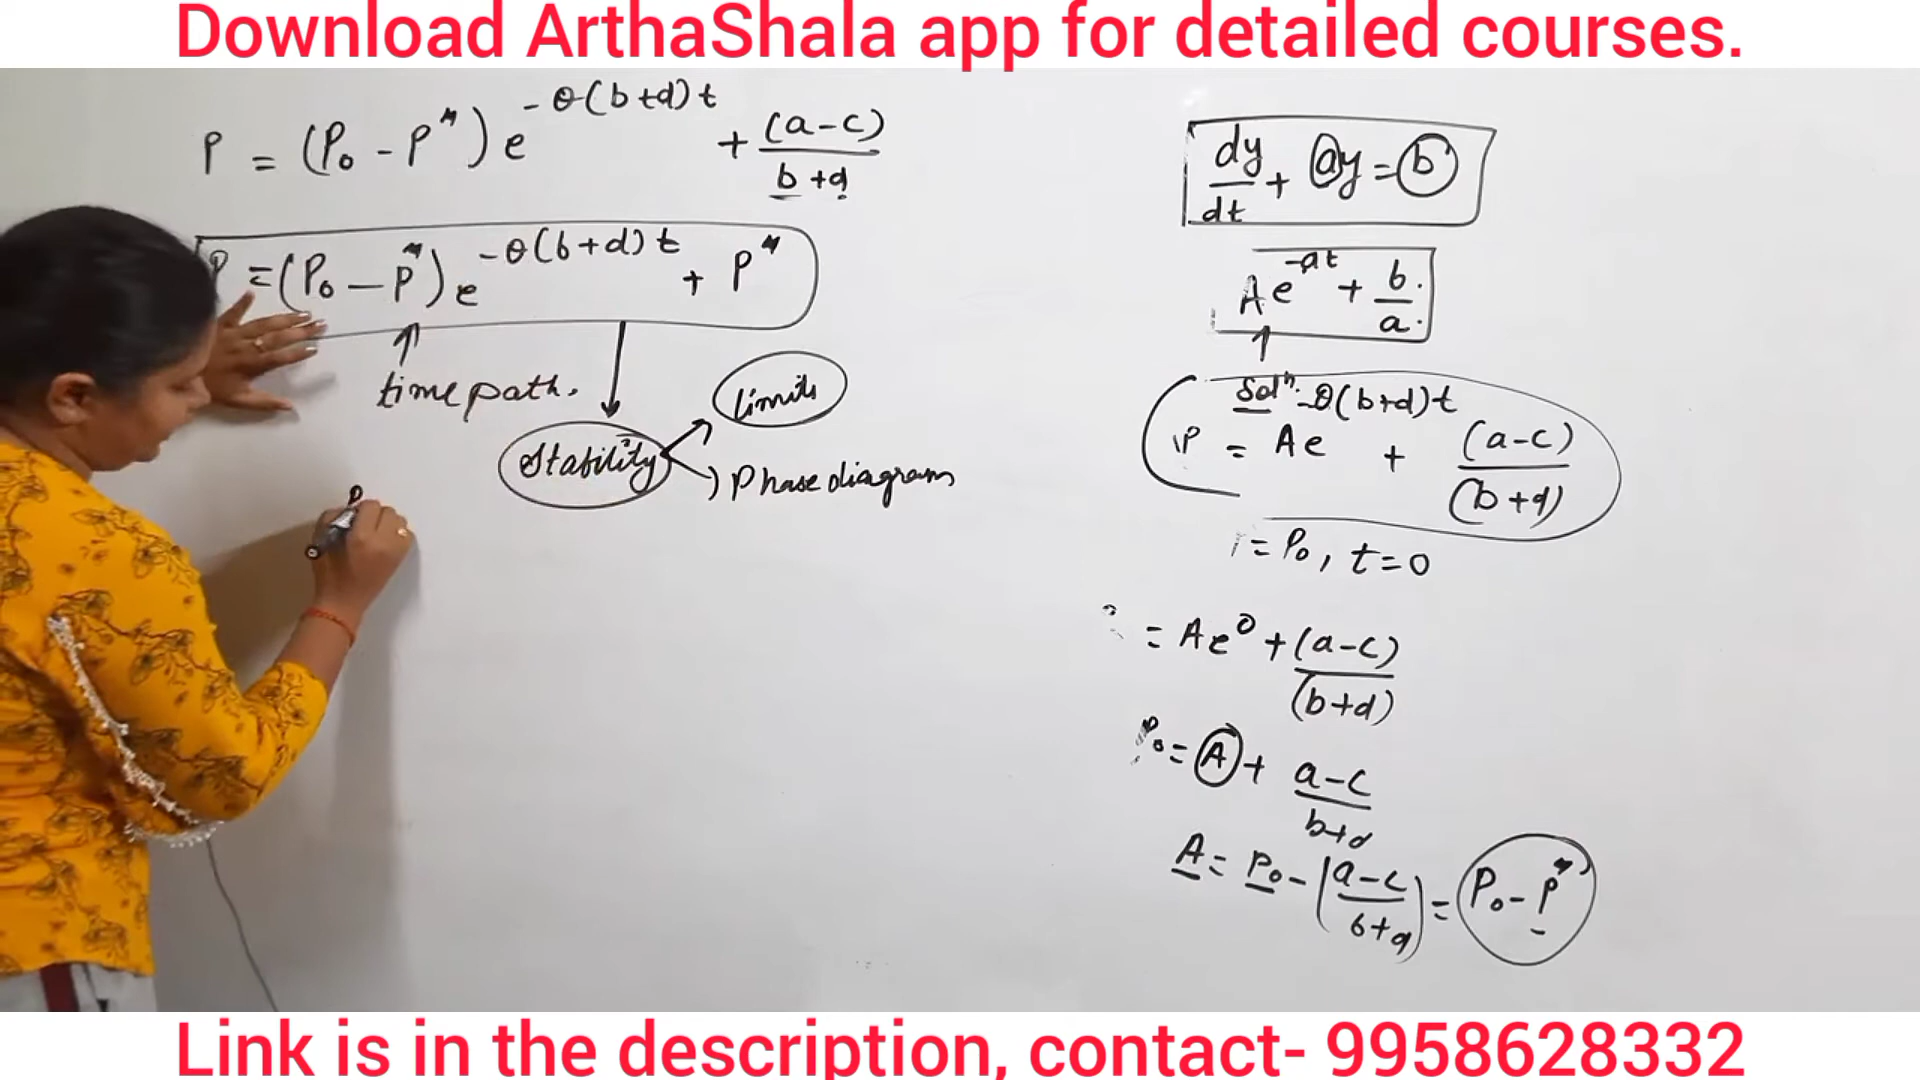 Download ArthaShala app for detailed courses.
P = (P₀ - P*) e^{-θ(b+d)t} + (a-c)/(b+d)
P = (P₀ - P*) e^{-θ(b+d)t} + P*
time path.
Stability
Limits
Phase diagram
dy/dt + ay = b
Ae^{-at} + b/a
Solⁿ.
P = Ae^{-θ(b+d)t} + (a-c)/(b+d)
= P₀, t = 0
= Ae⁰ + (a-c)/(b+d)
P₀ = A + a-c/b+d
A = P₀ - (a-c/b+d) = P₀ - P*
Link is in the description, contact- 9958628332